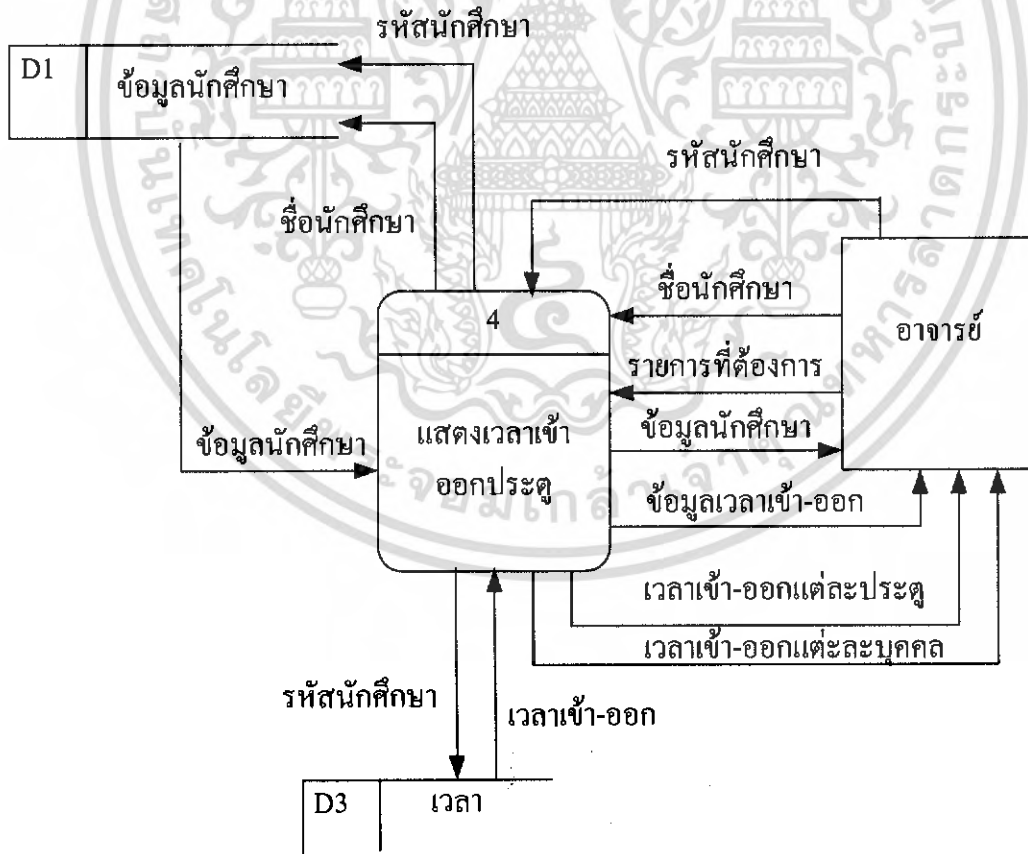 รหัสนักศึกษา
D1
ข้อมูลนักศึกษา
รหัสนักศึกษา
ชื่อนักศึกษา
ชื่อนักศึกษา
4
อาจารย์
รายการที่ต้องการ
แสดงเวลาเข้า
ออกประตู
ข้อมูลนักศึกษา
ข้อมูลนักศึกษา
ข้อมูลเวลาเข้า-ออก
เวลาเข้า-ออกแต่ละประตู
เวลาเข้า-ออกแต่ะละบุคคล
รหัสนักศึกษา
เวลาเข้า-ออก
D3
เวลา